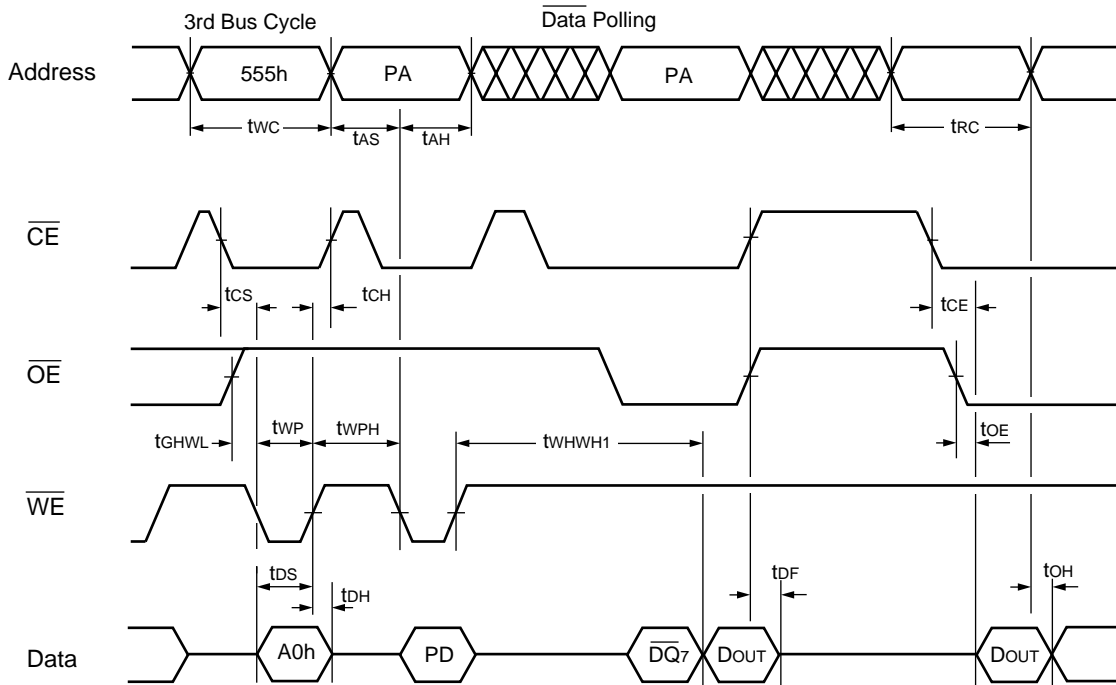 3rd Bus Cycle
Data Polling
Address
555h
PA
PA
tWC
tAS
tAH
tRC
CE
tCS
tCH
tCE
OE
tGHWL
tWP
tWPH
tWHWH1
tOE
WE
tDS
tDH
tDF
tOH
Data
A0h
PD
DQ7
DOUT
DOUT